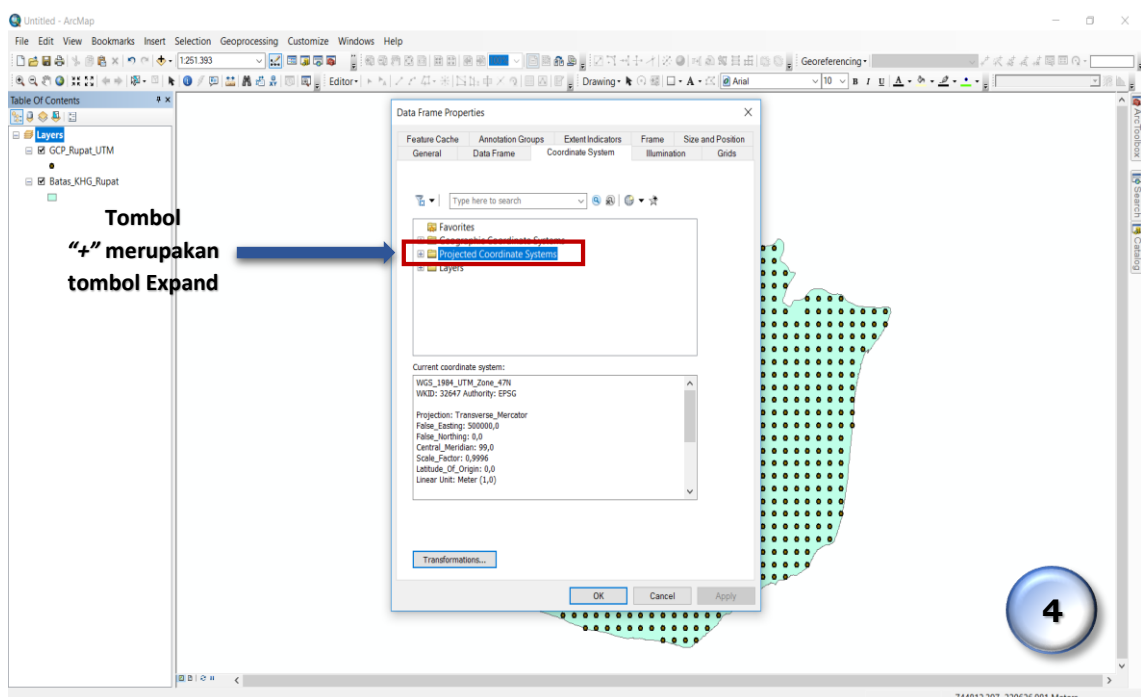 Untitled - ArcMap
File Edit View Bookmarks Insert Selection Geoprocessing Customize Windows Help
1:251.393
Georeferencing
Editor
Drawing
A
Arial
10
B I U A
Table Of Contents
Layers
GCP_Rupat_UTM
Batas_KHG_Rupat
Tombol
“+” merupakan
tombol Expand
Data Frame Properties
Feature Cache Annotation Groups Extent Indicators Frame Size and Position
General Data Frame Coordinate System Illumination Grids
Type here to search
Favorites
Geographic Coordinate Systems
Projected Coordinate Systems
Layers
Current coordinate system:
WGS_1984_UTM_Zone_47N
WKID: 32647 Authority: EPSG
Projection: Transverse_Mercator
False_Easting: 500000,0
False_Northing: 0,0
Central_Meridian: 99,0
Scale_Factor: 0,9996
Latitude_Of_Origin: 0,0
Linear Unit: Meter (1,0)
Transformations...
OK Cancel Apply
ArcToolbox
Search
Catalog
4